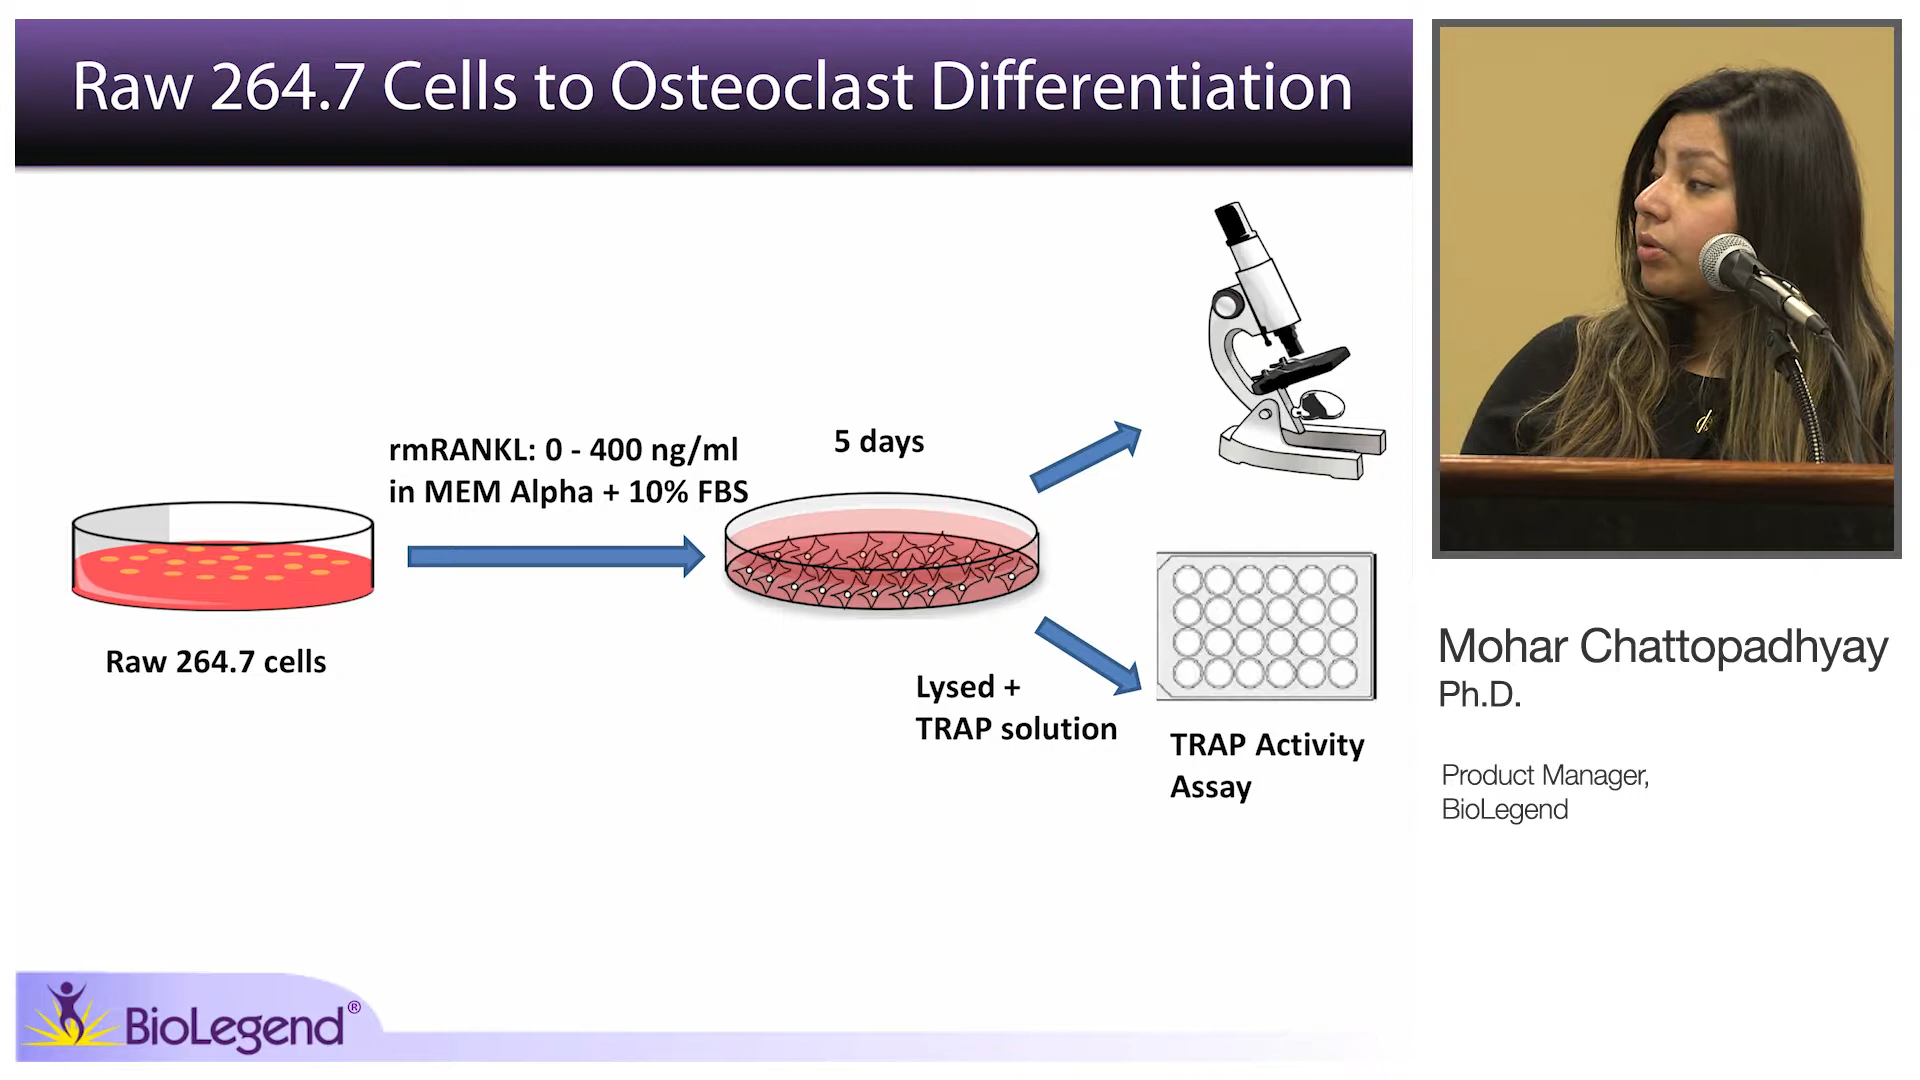 Raw 264.7 Cells to Osteoclast Differentiation
rmRANKL: 0 - 400 ng/ml
in MEM Alpha + 10% FBS
5 days
Raw 264.7 cells
Lysed +
TRAP solution
TRAP Activity
Assay
BioLegend®
Mohar Chattopadhyay
Ph.D.
Product Manager,
BioLegend